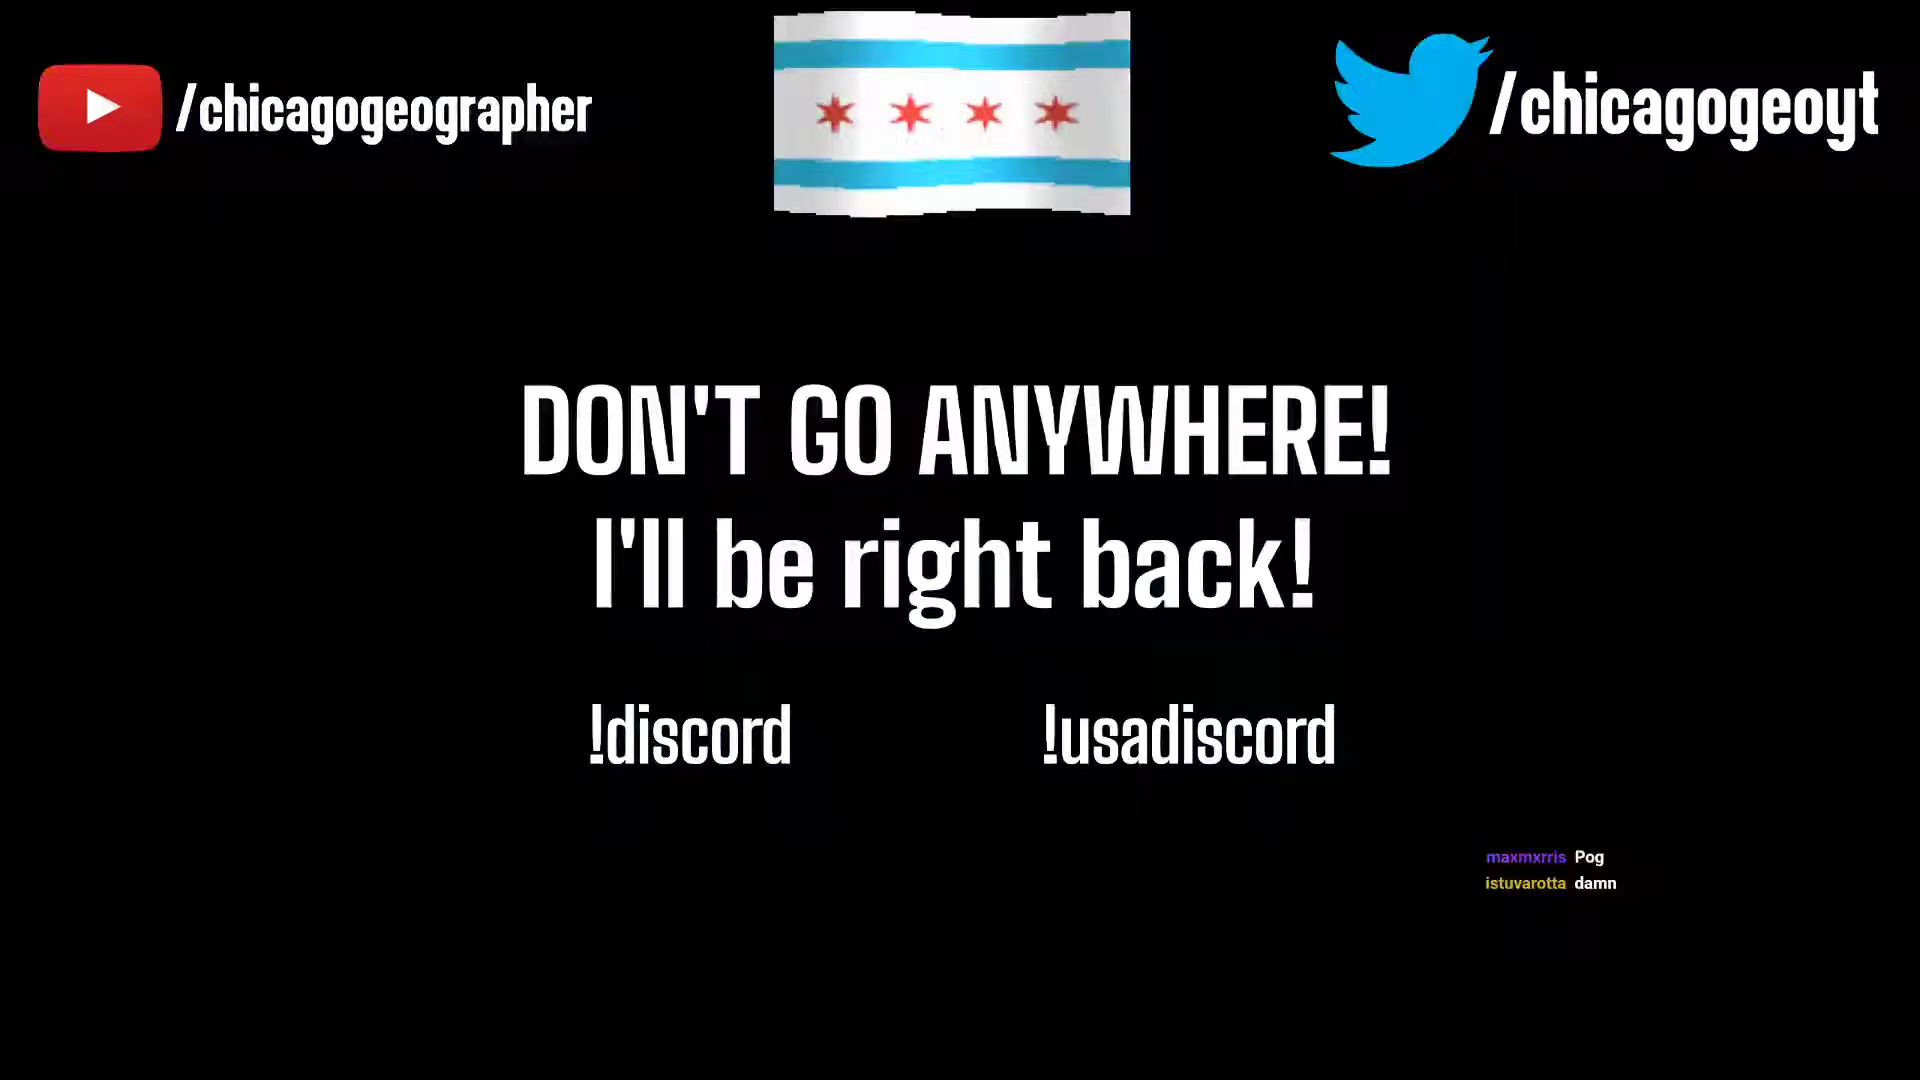 /chicagogeographer
/chicagogeoyt
DON'T GO ANYWHERE!
I'll be right back!
!discord
!usadiscord
maxmxrris Pog
istuvarotta damn